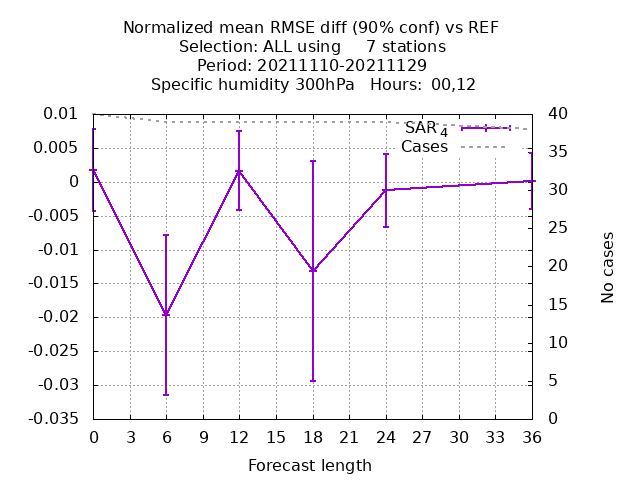 Normalized mean RMSE diff (90% conf) vs REF
Selection: ALL using 7 stations
Period: 20211110-20211129
Specific humidity 300hPa Hours: 00,12
0.01
0.005
0
-0.005
-0.01
-0.015
-0.02
-0.025
-0.03
-0.035
SAR 4
Cases
40
35
30
25
20
15
10
5
0
No cases
0 3 6 9 12 15 18 21 24 27 30 33 36
Forecast length